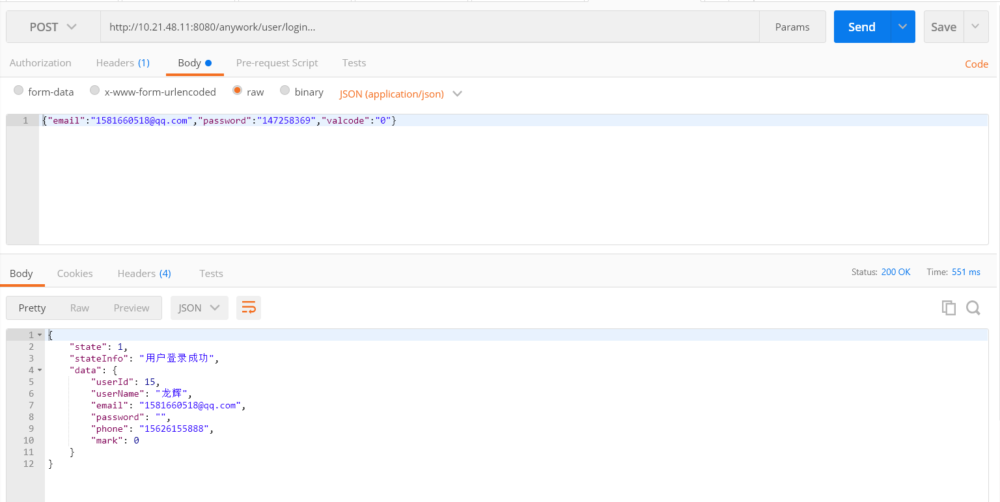 POST http://10.21.48.11:8080/anywork/user/login... Params Send Save
Authorization Headers (1) Body Pre-request Script Tests Code
form-data x-www-form-urlencoded raw binary JSON (application/json)
1 {"email":"1581660518@qq.com","password":"147258369","valcode":"0"}
Body Cookies Headers (4) Tests Status: 200 OK Time: 551 ms
Pretty Raw Preview JSON
1 {
2 "state": 1,
3 "stateInfo": "用户登录成功",
4 "data": {
5 "userId": 15,
6 "userName": "龙辉",
7 "email": "1581660518@qq.com",
8 "password": "",
9 "phone": "15626155888",
10 "mark": 0
11 }
12 }